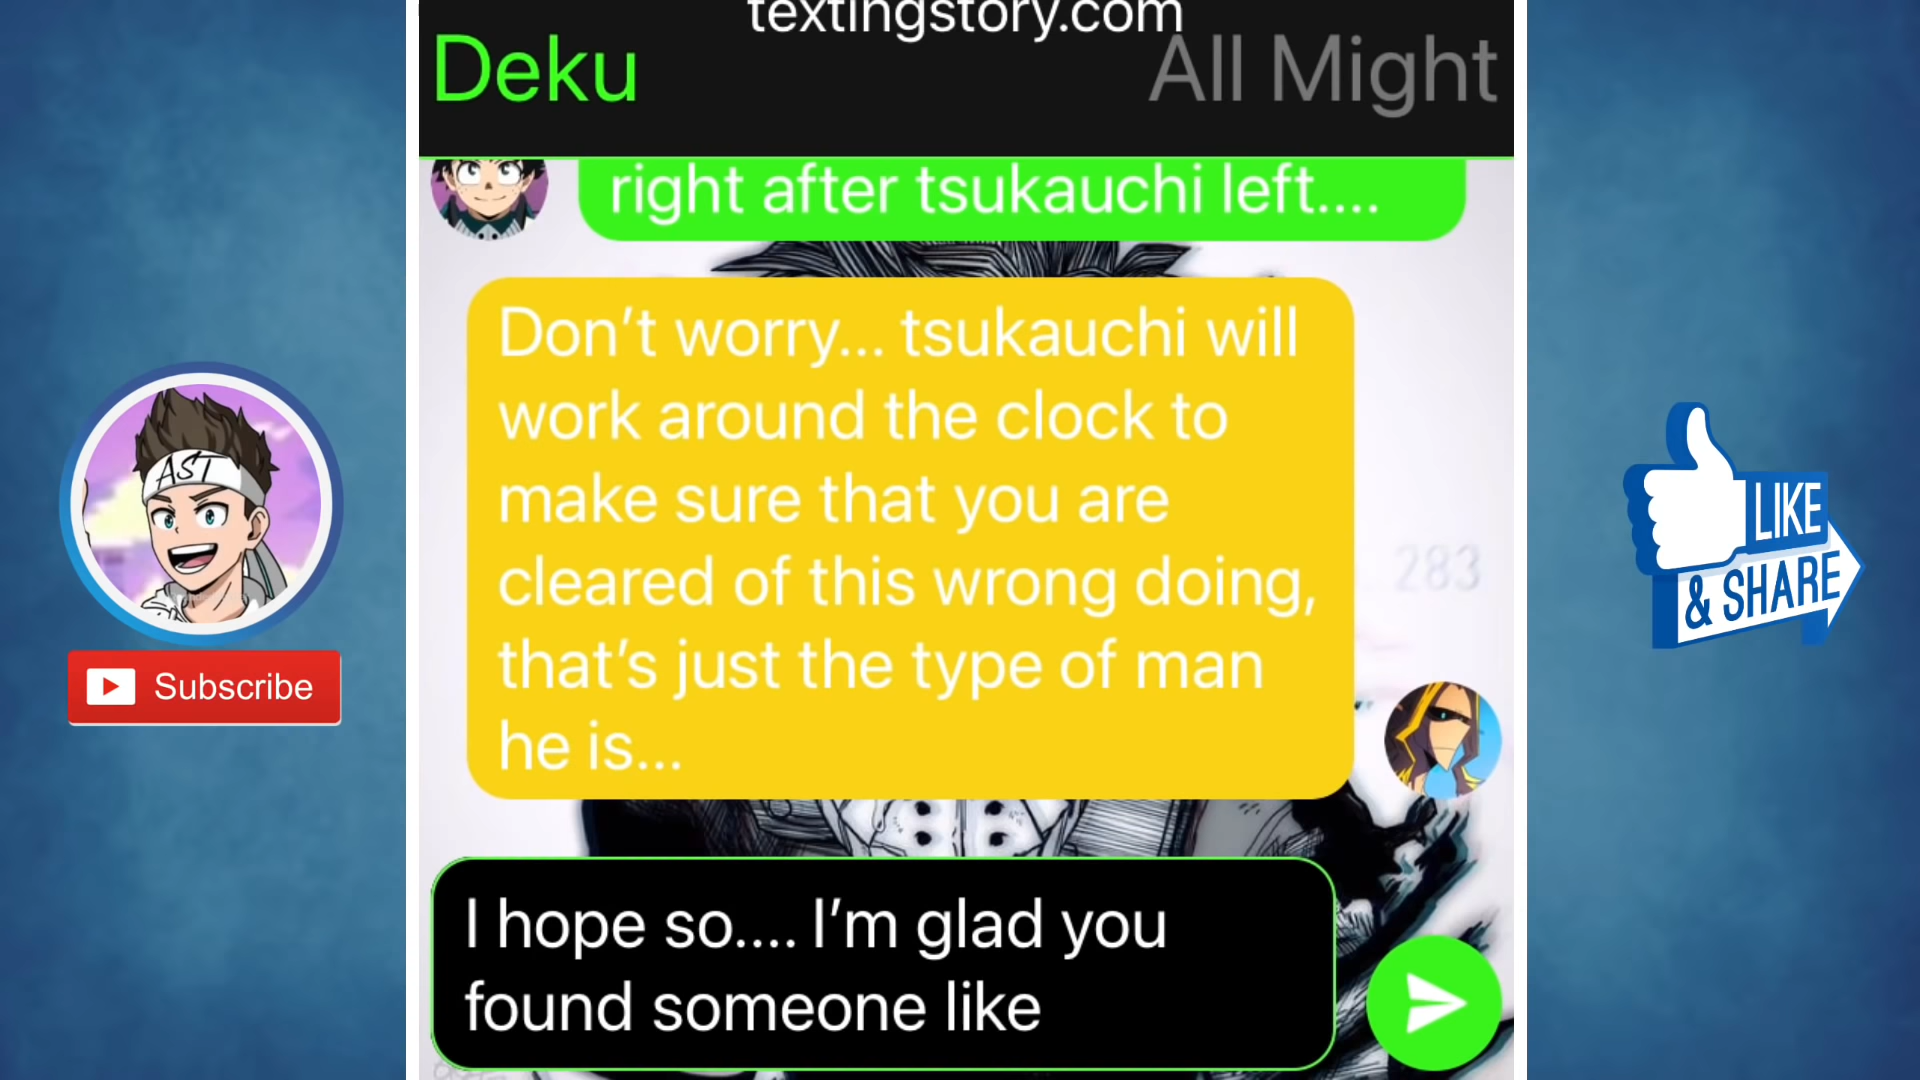 textingstory.com
Deku
All Might
right after tsukauchi left....
Don't worry... tsukauchi will
work around the clock to
make sure that you are
cleared of this wrong doing,
that's just the type of man
he is...
283
AST
Subscribe
LIKE
& SHARE
I hope so.... I'm glad you
found someone like